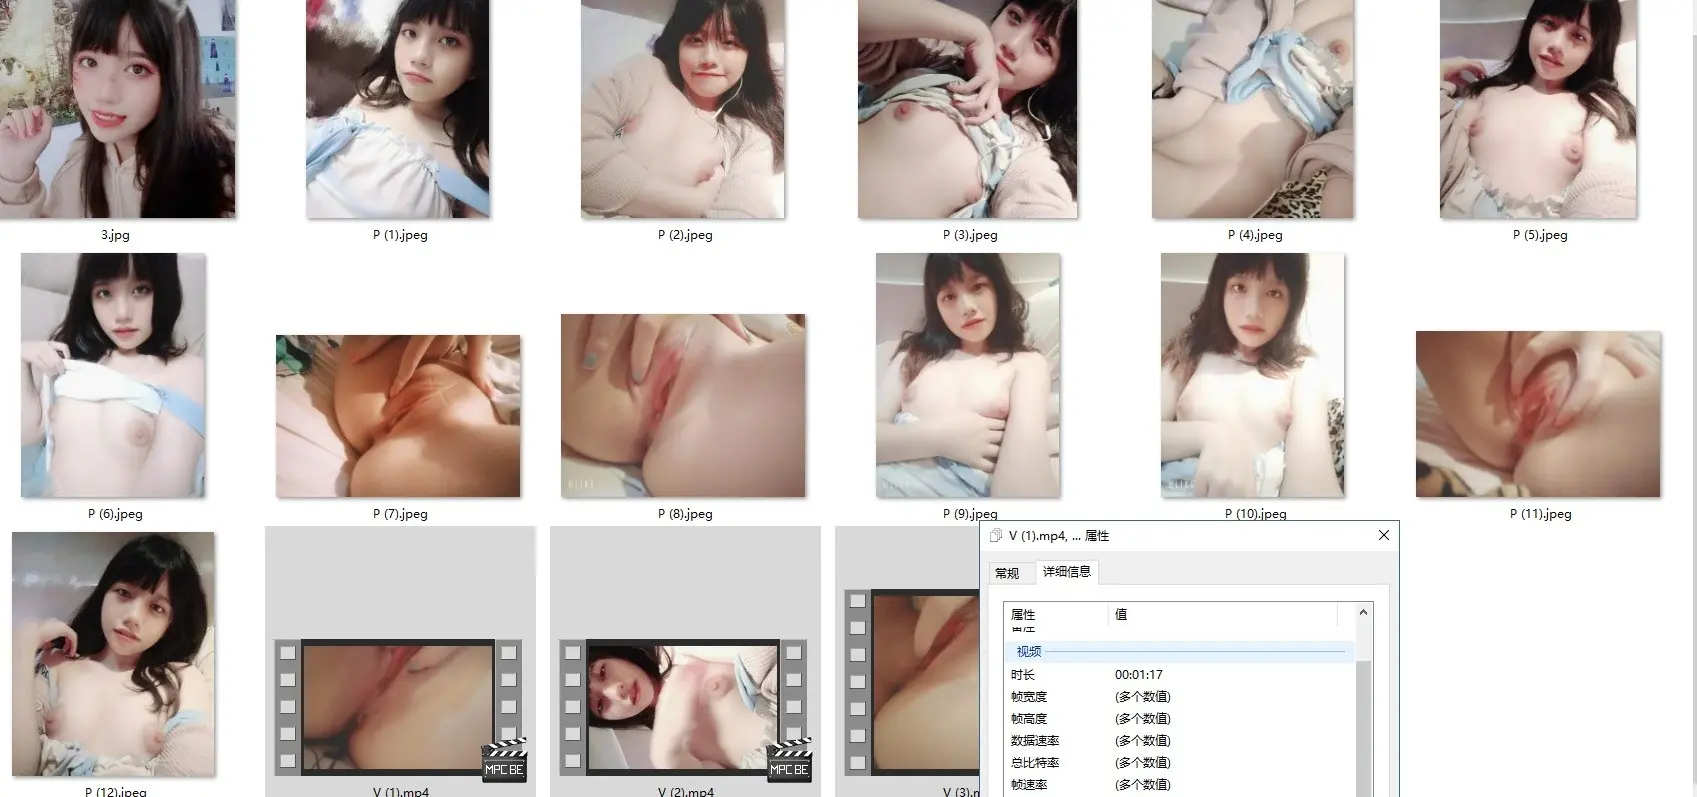 3.jpg
P (1).jpeg
P (2).jpeg
P (3).jpeg
P (4).jpeg
P (5).jpeg
P (6).jpeg
P (7).jpeg
P (8).jpeg
P (9).jpeg
P (10).jpeg
P (11).jpeg
P (12).jpeg
V (1).mp4
V (2).mp4
V (3).m
MPC BE
MPC BE
V (1).mp4, ... 属性
常规
详细信息
属性
值
备注
视频
时长 00:01:17
帧宽度 (多个数值)
帧高度 (多个数值)
数据速率 (多个数值)
总比特率 (多个数值)
帧速率 (多个数值)